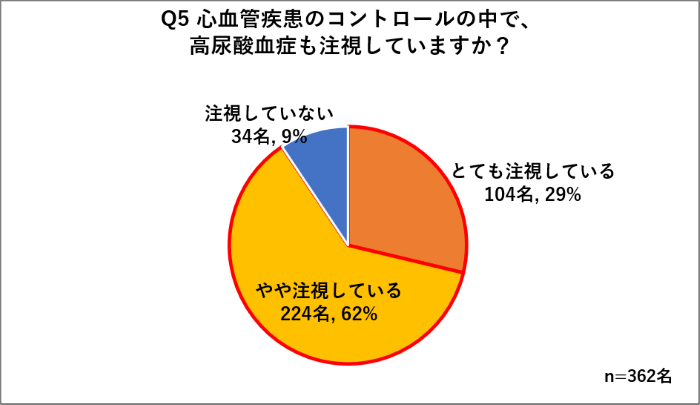 Q5 心血管疾患のコントロールの中で、
高尿酸血症も注視していますか？
注視していない
34名, 9%
とても注視している
104名, 29%
やや注視している
224名, 62%
n=362名